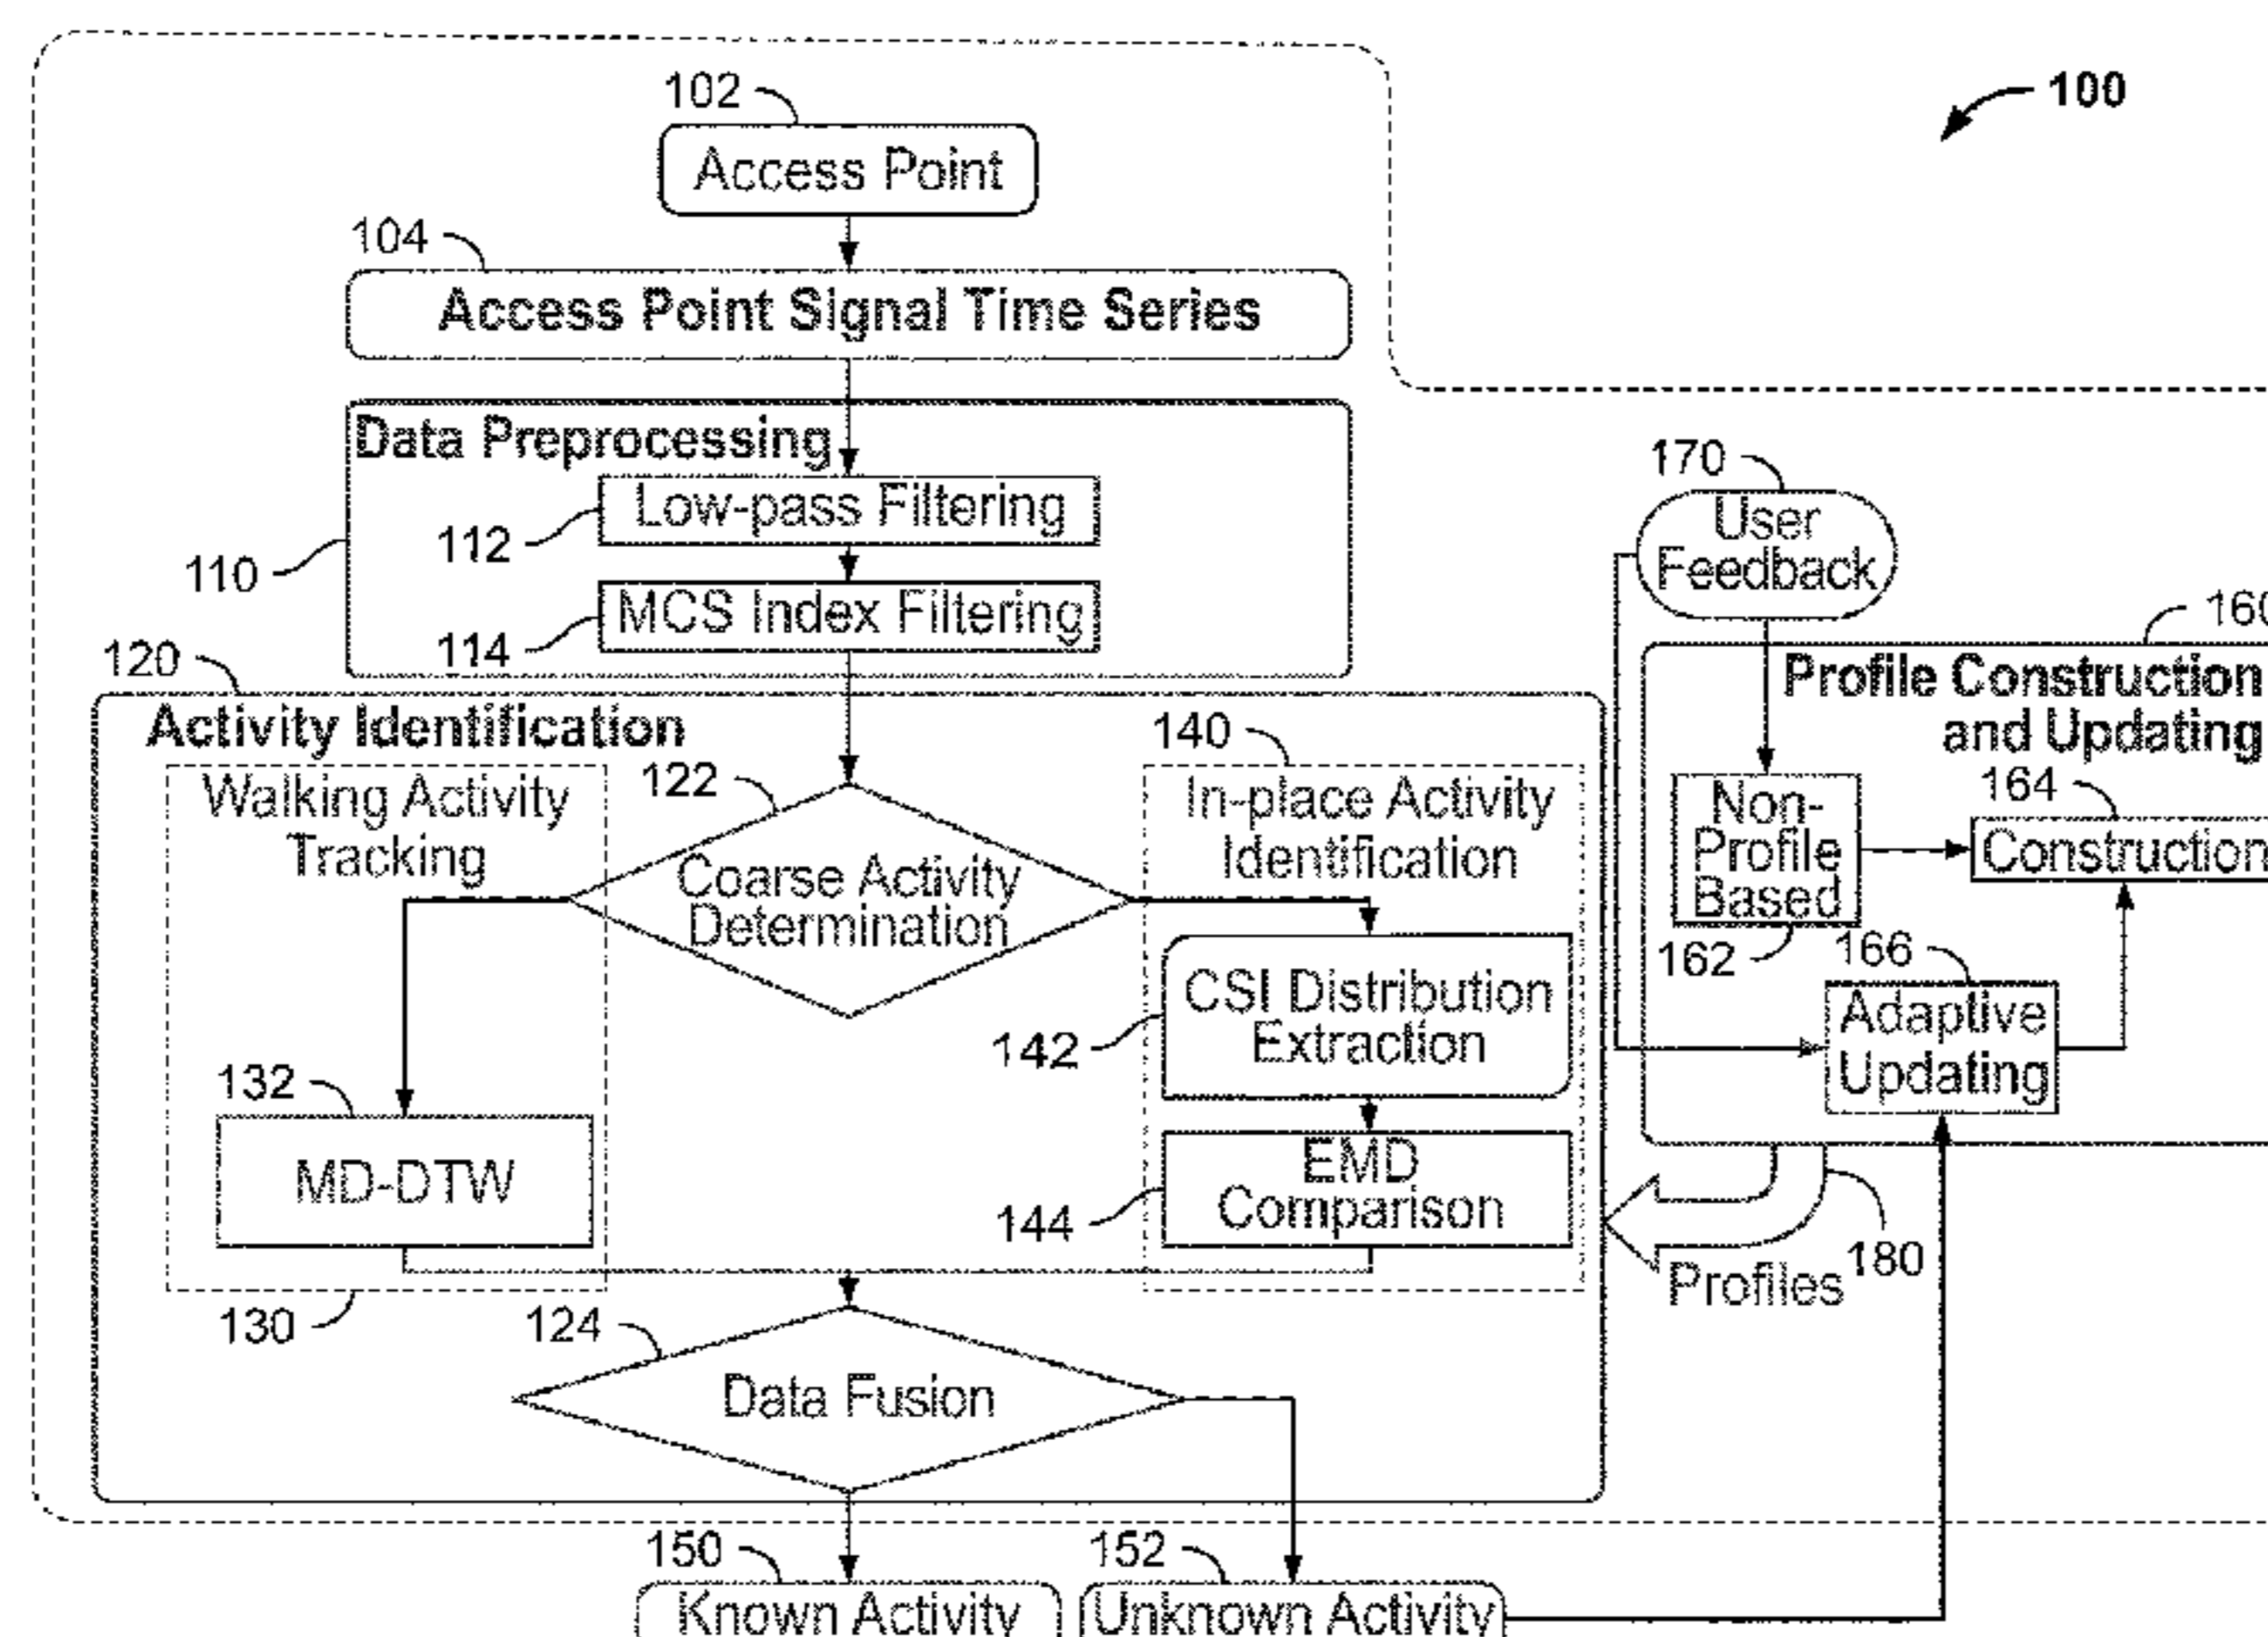 100
102
Access Point
104
Access Point Signal Time Series
Data Preprocessing
Low-pass Filtering
112
110
MCS Index Filtering
114
170
User
Feedback
160
Profile Construction
and Updating
120
Activity Identification
140
122
Walking Activity
Tracking
In-place Activity
Identification
Coarse Activity
Determination
Non-
Profile
Based
162
164
Construction
166
Adaptive
Updating
CSI Distribution
Extraction
142
132
MD-DTW
EMD
Comparison
144
180
Profiles
130
124
Data Fusion
150
Known Activity
152
Unknown Activity